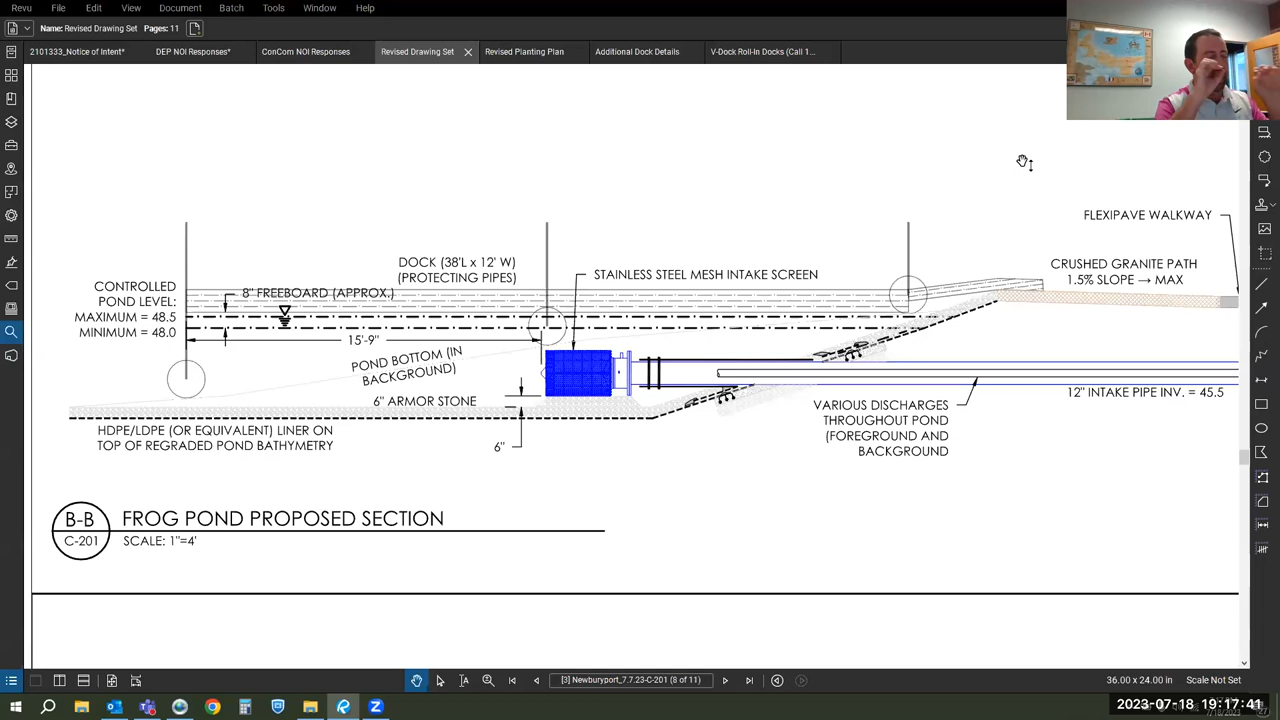 Revu File Edit View Document Batch Tools Window Help
Name: Revised Drawing Set Pages: 11
2101333_Notice of Intent* DEP NOI Responses* ConCom NOI Responses Revised Drawing Set Revised Planting Plan Additional Dock Details V-Dock Roll-In Docks (Call 1...
FLEXIPAVE WALKWAY
DOCK (38'L x 12' W)
(PROTECTING PIPES)
STAINLESS STEEL MESH INTAKE SCREEN
CRUSHED GRANITE PATH
1.5% SLOPE → MAX
CONTROLLED
POND LEVEL:
MAXIMUM = 48.5
MINIMUM = 48.0
8" FREEBOARD (APPROX.)
15'-9"
POND BOTTOM (IN
BACKGROUND)
6" ARMOR STONE
12" INTAKE PIPE INV. = 45.5
VARIOUS DISCHARGES
THROUGHOUT POND
(FOREGROUND AND
BACKGROUND
HDPE/LDPE (OR EQUIVALENT) LINER ON
TOP OF REGRADED POND BATHYMETRY
6"
B-B
C-201
FROG POND PROPOSED SECTION
SCALE: 1"=4'
[3] Newburyport_7.7.23-C-201 (8 of 11)
36.00 x 24.00 in Scale Not Set
2023-07-18 19:17:41